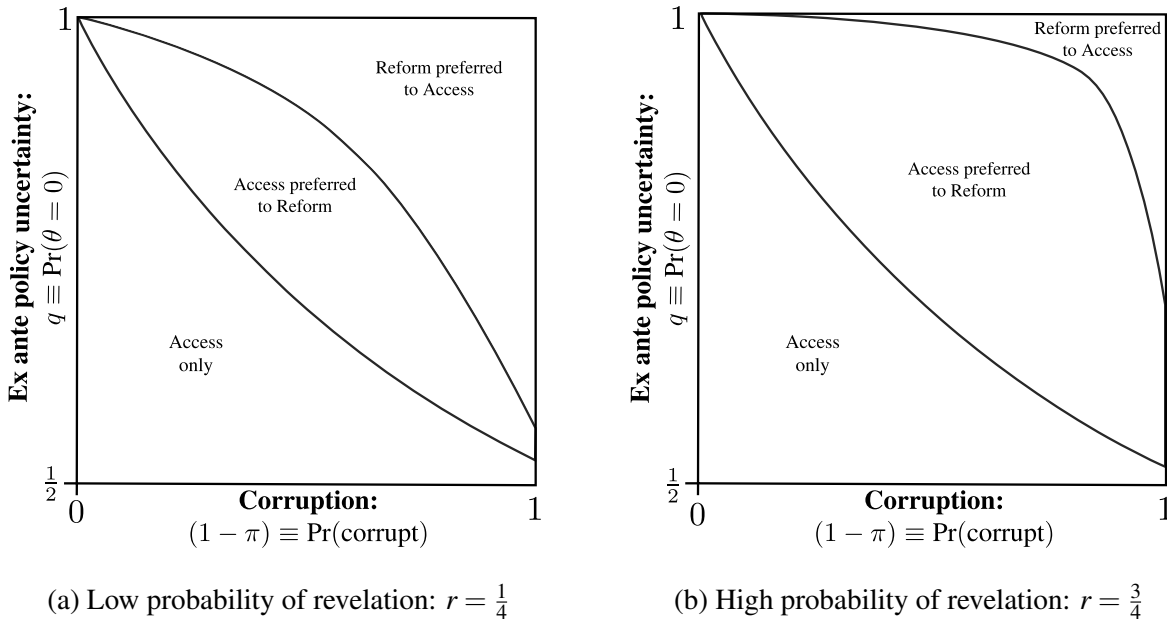 1
Reform preferred
to Access
Access preferred
to Reform
Access
only
Ex ante policy uncertainty:
q ≡ Pr(θ = 0)
1/2
0
Corruption:
1
(1 − π) ≡ Pr(corrupt)
(a) Low probability of revelation: r = 1/4
1
Reform preferred
to Access
Access preferred
to Reform
Access
only
Ex ante policy uncertainty:
q ≡ Pr(θ = 0)
1/2
0
Corruption:
1
(1 − π) ≡ Pr(corrupt)
(b) High probability of revelation: r = 3/4